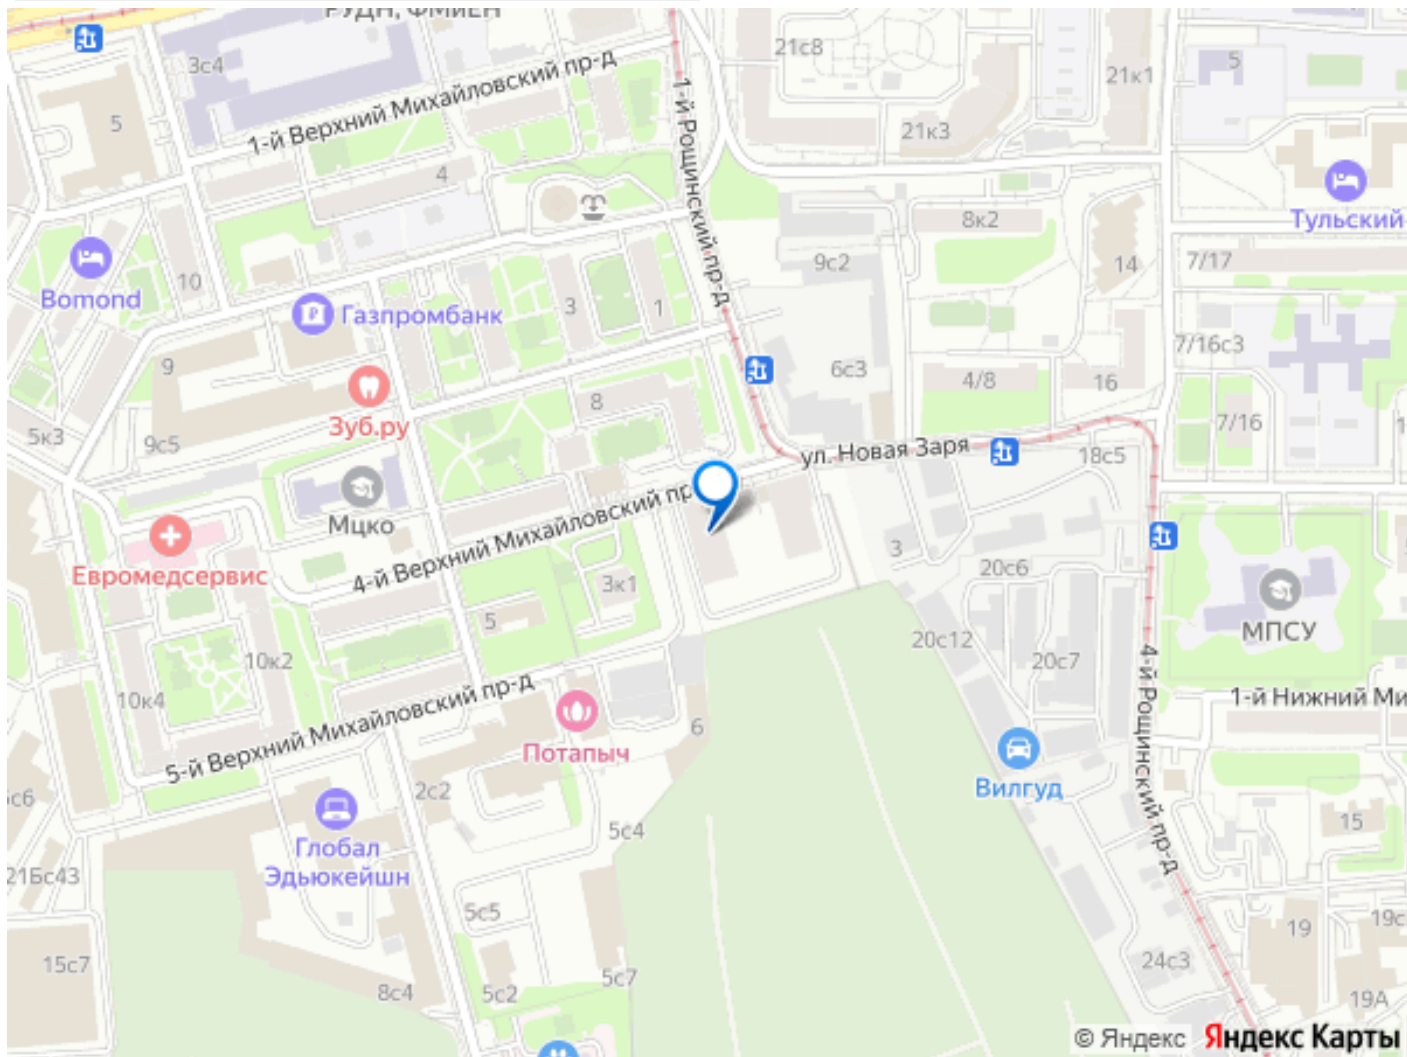 РУДН, ФМиЕН
3с4
1-й Верхний Михайловский пр-д
21с8
21к1
5
5
21к3
1-й Рощинский пр-д
4
Тульский
8к2
10
9с2
14
7/17
Bomond
Газпромбанк
3
1
7/16с3
9
6с3
4/8
16
8
Зуб.ру
7/16
5к3
9с5
ул. Новая Заря
18с5
Мцко
4-й Верхний Михайловский пр
3
20с6
Евромедсервис
3к1
5
20с12
20с7
МПСУ
10к2
10к4
4-й Рощинский пр-д
1-й Нижний Ми
5-й Верхний Михайловский пр-д
6
Потапыч
2с2
Вилгуд
с6
15
5с4
Глобал
Эдьюкейшн
21Бс43
5с5
19
19с
15с7
24с3
5с7
8с4
5с2
19А
© Яндекс Яндекс Карты